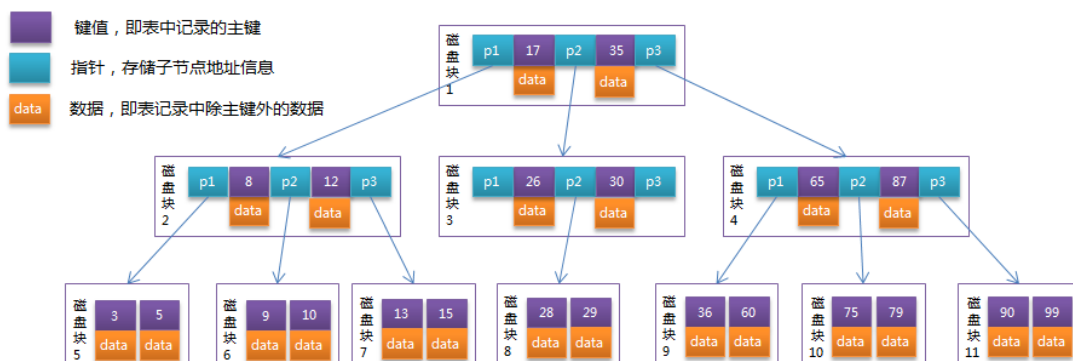 键值，即表中记录的主键
指针，存储子节点地址信息
data 数据，即表记录中除主键外的数据
磁盘块1
p1 17 p2 35 p3
data data
磁盘块2
p1 8 p2 12 p3
data data
磁盘块3
p1 26 p2 30 p3
data data
磁盘块4
p1 65 p2 87 p3
data data
磁盘块5
3 5
data data
磁盘块6
9 10
data data
磁盘块7
13 15
data data
磁盘块8
28 29
data data
磁盘块9
36 60
data data
磁盘块10
75 79
data data
磁盘块11
90 99
data data